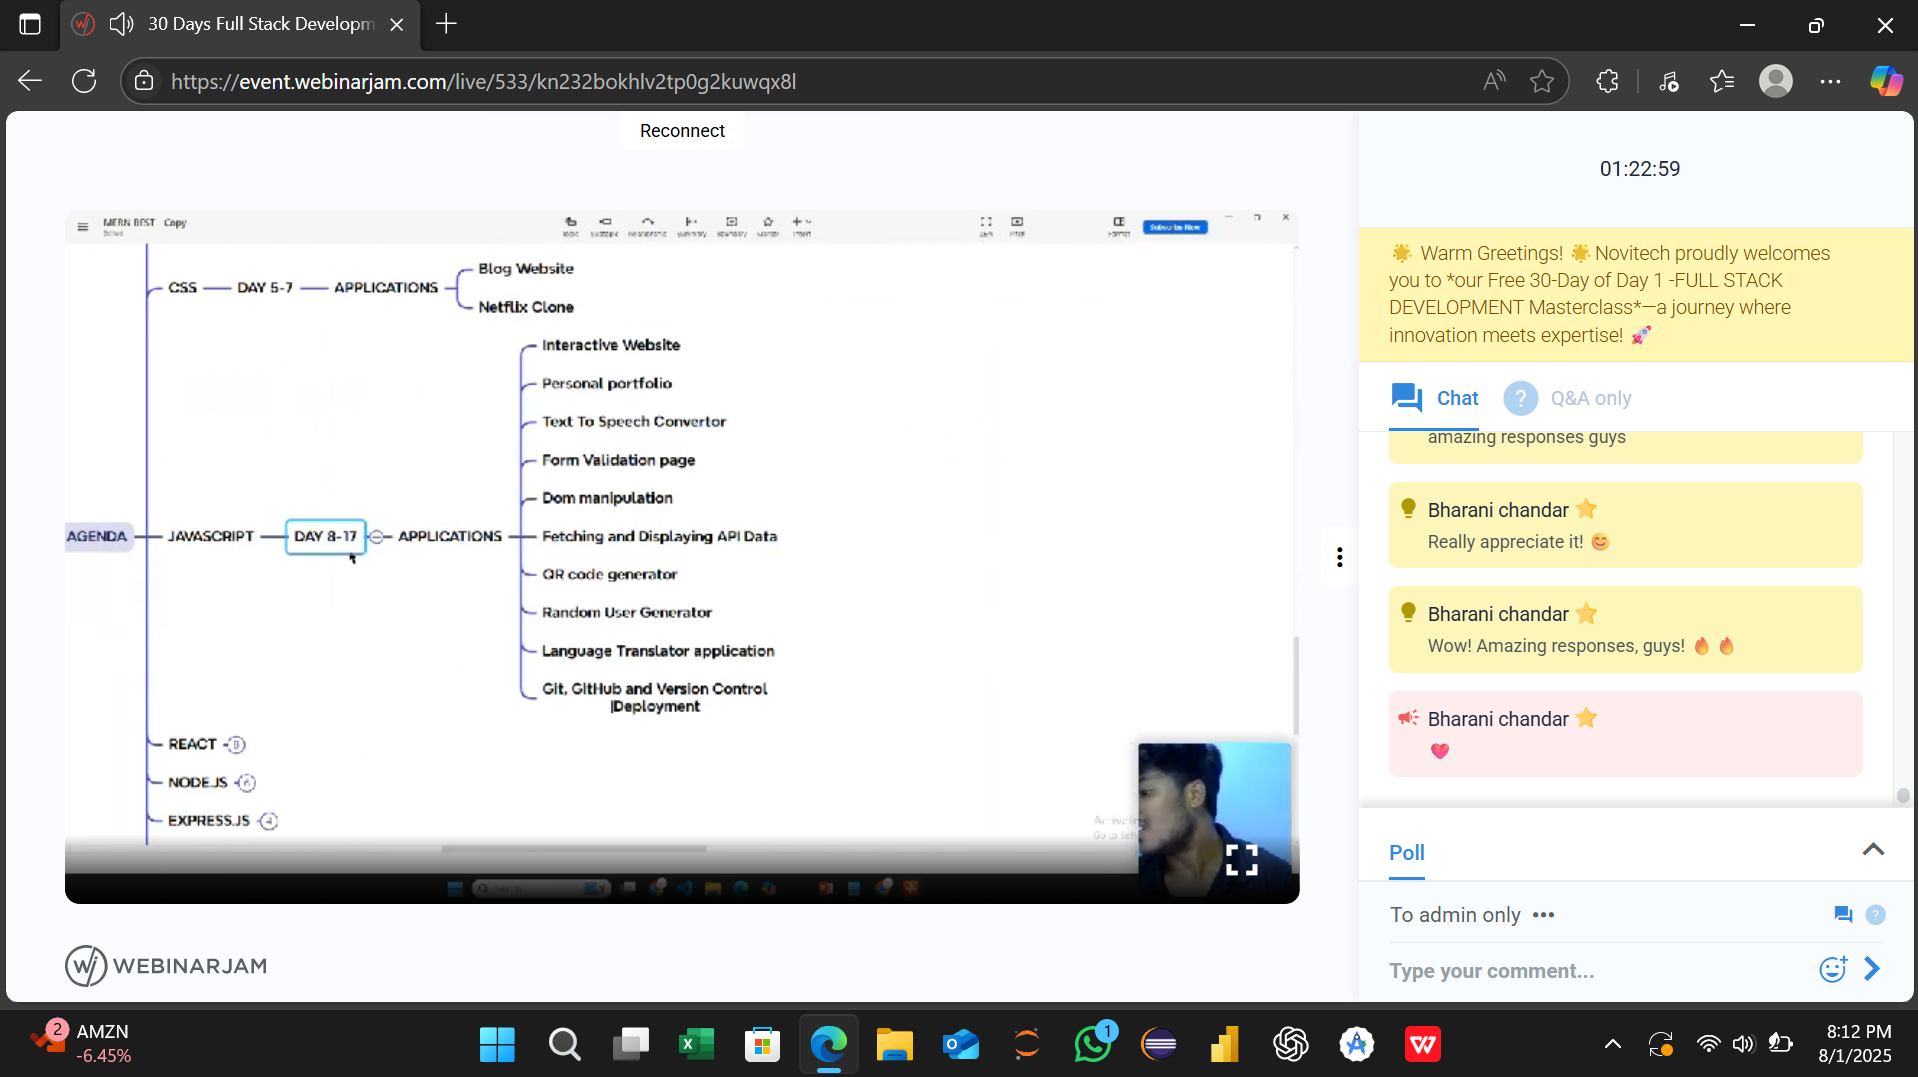 30 Days Full Stack Developm
https://event.webinarjam.com/live/533/kn232bokhlv2tp0g2kuwqx8l
Reconnect
MERN BEST Copy
Subscribe Now
CSS
DAY 5-7
APPLICATIONS
Blog Website
Netflix Clone
AGENDA
JAVASCRIPT
DAY 8-17
APPLICATIONS
Interactive Website
Personal portfolio
Text To Speech Convertor
Form Validation page
Dom manipulation
Fetching and Displaying API Data
QR code generator
Random User Generator
Language Translator application
Git, GitHub and Version Control
|Deployment
REACT
NODE.JS
EXPRESS.JS
WEBINARJAM
01:22:59
🌟 Warm Greetings! 🌟 Novitech proudly welcomes
you to *our Free 30-Day of Day 1 -FULL STACK
DEVELOPMENT Masterclass*—a journey where
innovation meets expertise! 🚀
Chat
Q&A only
amazing responses guys
Bharani chandar ⭐
Really appreciate it! 😊
Bharani chandar ⭐
Wow! Amazing responses, guys! 🔥 🔥
Bharani chandar ⭐
Poll
To admin only
Type your comment...
2
AMZN
-6.45%
1
8:12 PM
8/1/2025